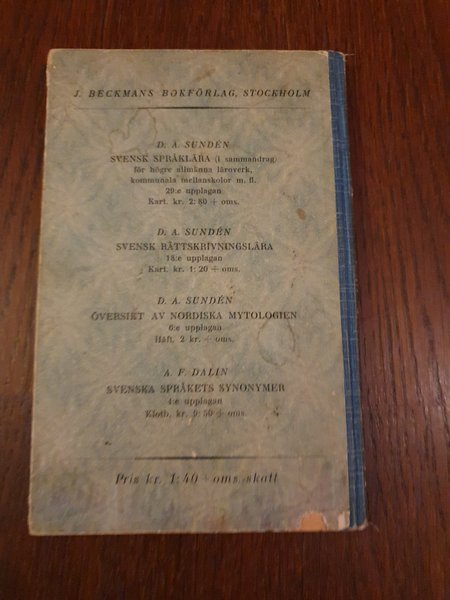 J. BECKMANS BOKFÖRLAG, STOCKHOLM
D. A. SUNDÉN
SVENSK SPRÅKLÄRA (i sammandrag)
för högre allmänna läroverk,
kommunala mellanskolor m. fl.
29:e upplagan
Kart. kr. 2:80 + oms.
D. A. SUNDÉN
SVENSK RÄTTSKRIVNINGSLÄRA
18:e upplagan
Kart. kr. 1:20 + oms.
D. A. SUNDÉN
ÖVERSIKT AV NORDISKA MYTOLOGIEN
6:e upplagan
Häft. 2 kr. + oms.
A. F. DALIN
SVENSKA SPRÅKETS SYNONYMER
4:e upplagan
Klotb. kr. 9:50 + oms.
Pris kr. 1:40 + oms.-skatt